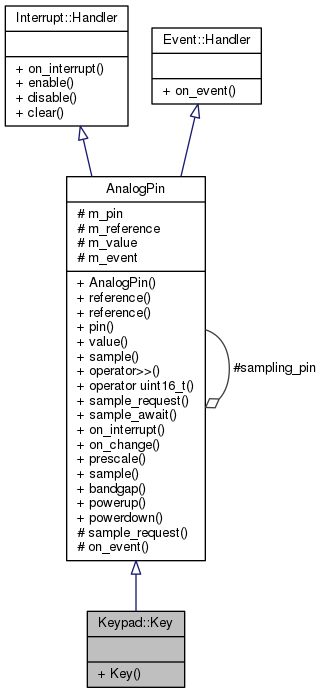 Interrupt::Handler
+ on_interrupt()
+ enable()
+ disable()
+ clear()
Event::Handler
+ on_event()
AnalogPin
# m_pin
# m_reference
# m_value
# m_event
+ AnalogPin()
+ reference()
+ reference()
+ pin()
+ value()
+ sample()
+ operator>>()
+ operator uint16_t()
+ sample_request()
+ sample_await()
+ on_interrupt()
+ on_change()
+ prescale()
+ sample()
+ bandgap()
+ powerup()
+ powerdown()
# sample_request()
# on_event()
#sampling_pin
Keypad::Key
+ Key()